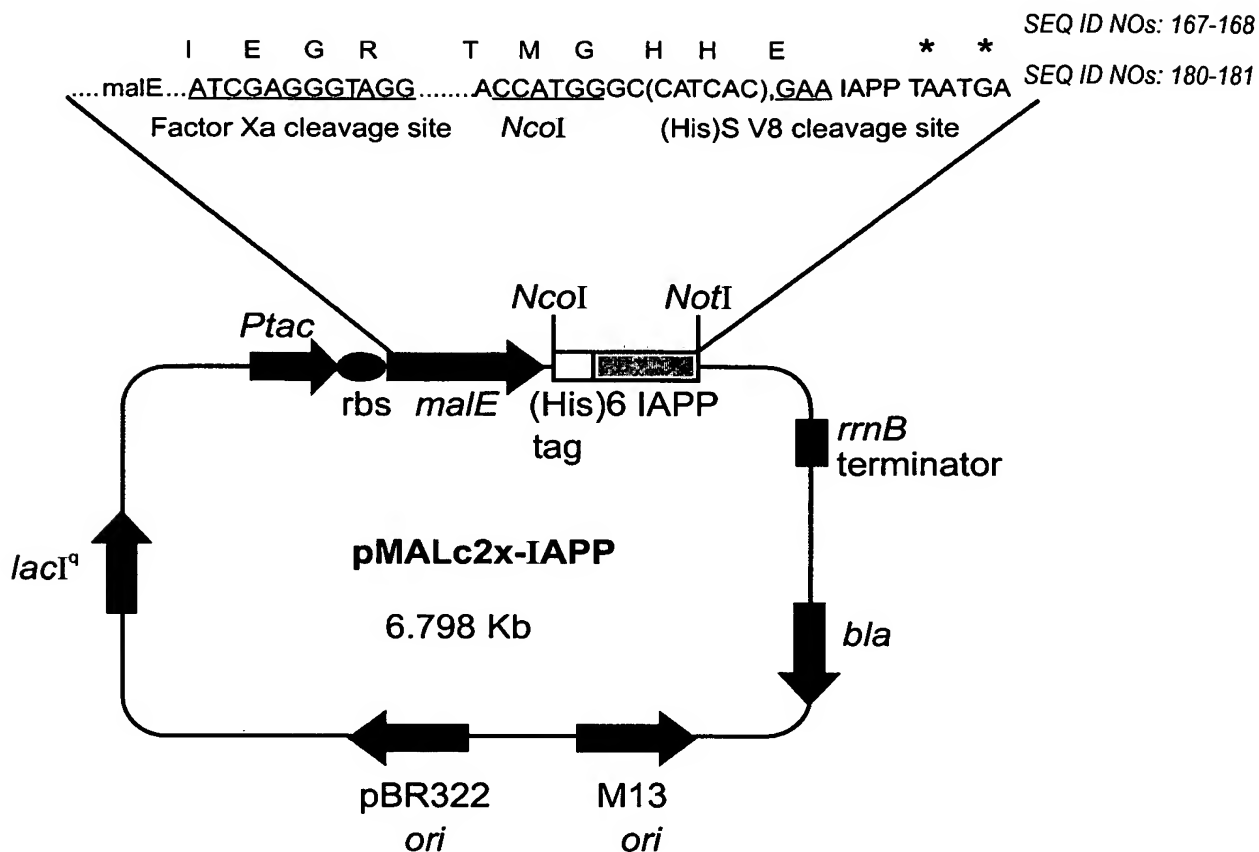 I E G R T M G H H E * * SEQ ID NOs: 167-168
.....malE...ATCGAGGGTAGG........ACCATGGGC(CATCAC),GAA IAPP TAATGA SEQ ID NOs: 180-181
Factor Xa cleavage site NcoI (His)S V8 cleavage site
NcoI NotI
Ptac
rbs malE (His)6 IAPP
tag
rrnB
terminator
lacIq
pMALc2x-IAPP
6.798 Kb
bla
pBR322 M13
ori ori